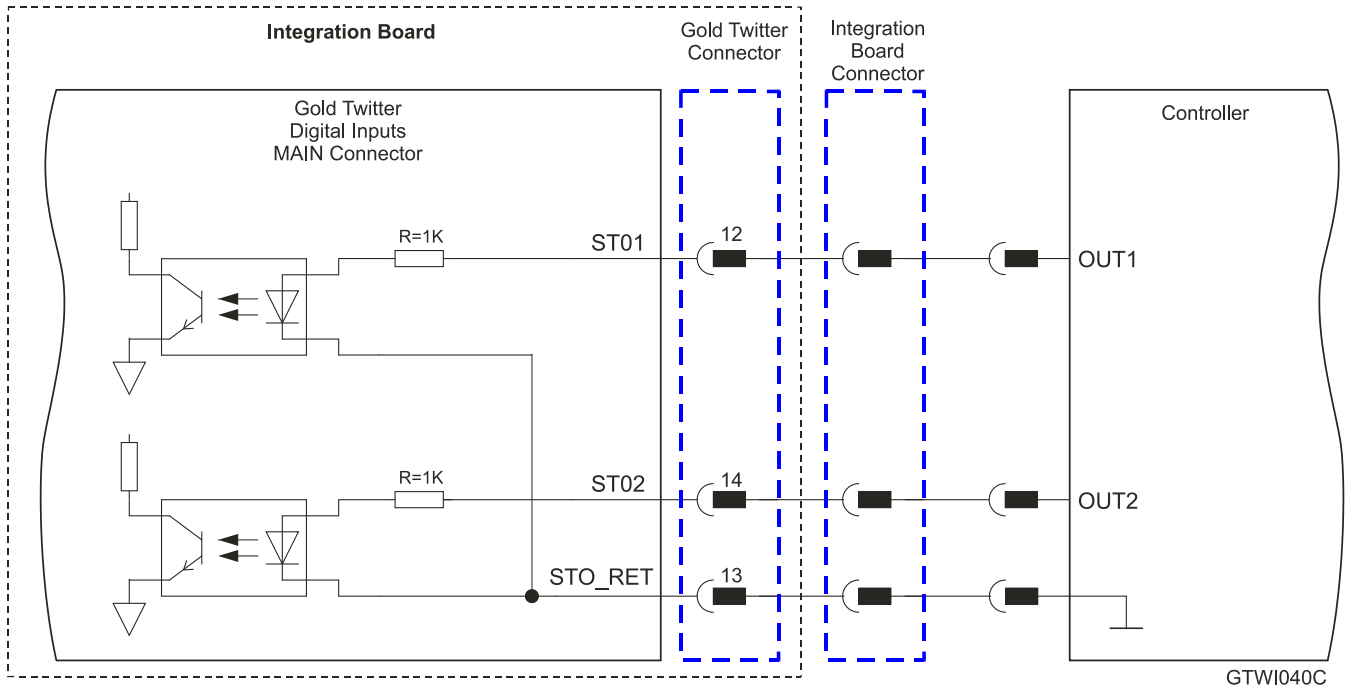 Integration Board
Gold Twitter
Connector
Integration
Board
Connector
Gold Twitter
Digital Inputs
MAIN Connector
Controller
R=1K
ST01
12
OUT1
R=1K
ST02
14
OUT2
STO_RET
13
GTWI040C